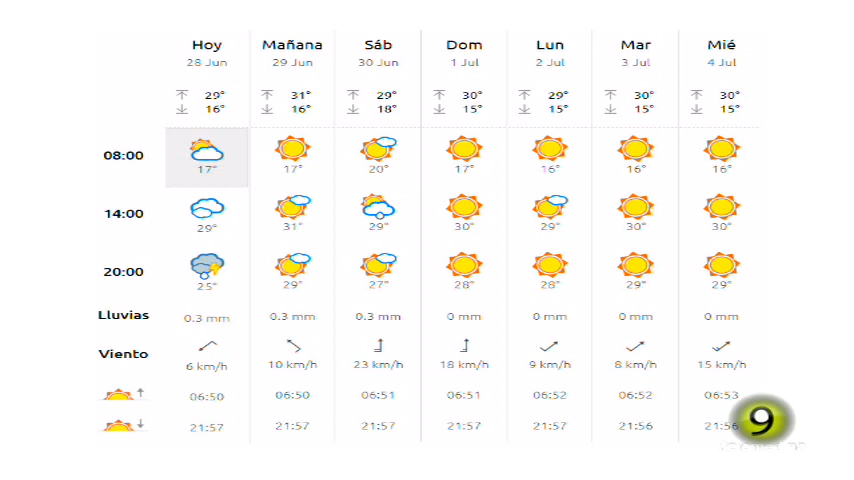 Hoy Mañana Sáb Dom Lun Mar Mié
28 Jun 29 Jun 30 Jun 1 Jul 2 Jul 3 Jul 4 Jul
29° 31° 29° 30° 29° 30° 30°
16° 16° 18° 15° 15° 15° 15°
08:00
17° 17° 20° 17° 16° 16° 16°
14:00
29° 31° 29° 30° 29° 30° 30°
20:00
25° 29° 27° 28° 28° 29° 29°
Lluvias 0.3 mm 0.3 mm 0.3 mm 0 mm 0 mm 0 mm 0 mm
Viento
6 km/h 10 km/h 23 km/h 18 km/h 9 km/h 8 km/h 15 km/h
06:50 06:50 06:51 06:51 06:52 06:52 06:53
21:57 21:57 21:57 21:57 21:57 21:56 21:56
9